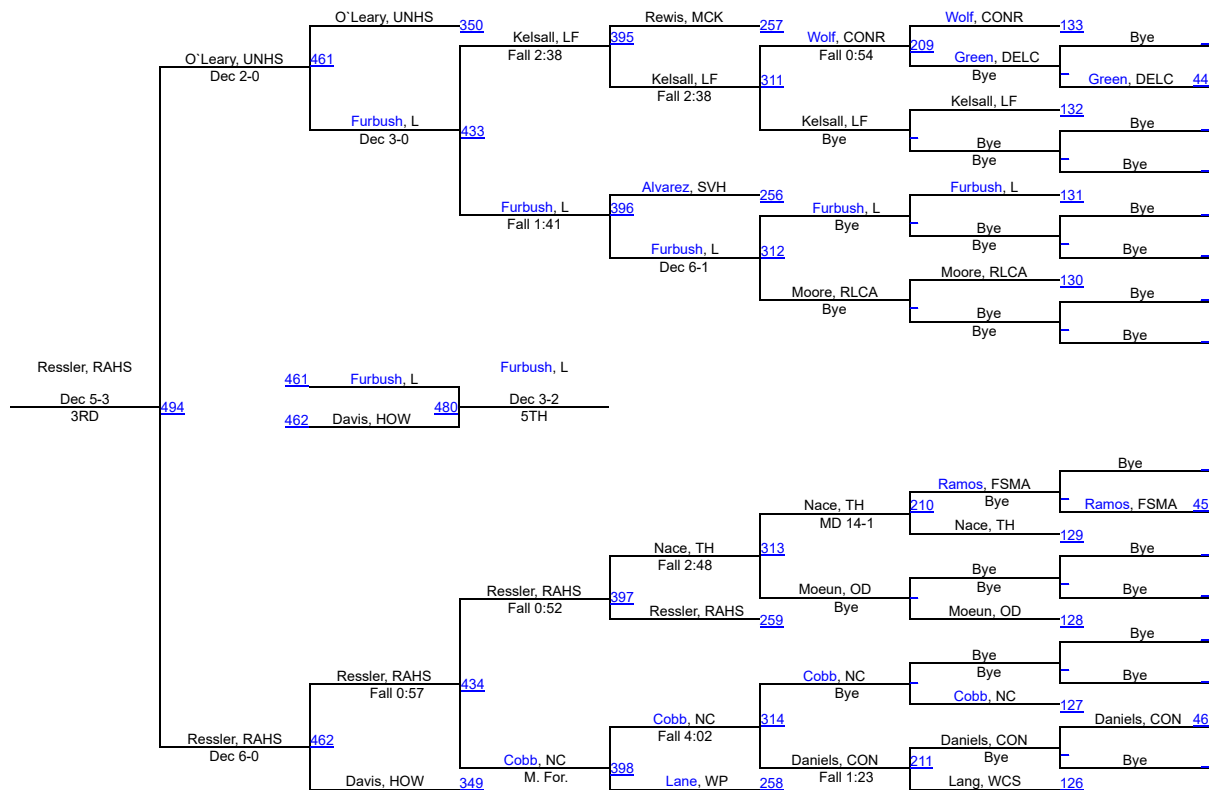 O`Leary, UNHS
350
Rewis, MCK
257
Wolf, CONR
133
Bye
Kelsall, LF
395
Fall 2:38
Wolf, CONR
209
Fall 0:54
Green, DELC
Bye
Green, DELC 44
O`Leary, UNHS
461
Dec 2-0
Kelsall, LF
311
Fall 2:38
Kelsall, LF
132
Furbush, L
433
Dec 3-0
Kelsall, LF
Bye
Bye
Bye
Bye
Bye
Alvarez, SVH
256
Furbush, L
131
Furbush, L
396
Fall 1:41
Furbush, L
Bye
Bye
Bye
Bye
Bye
Furbush, L
312
Dec 6-1
Moore, RLCA
130
Moore, RLCA
Bye
Bye
Bye
Bye
Bye
Ressler, RAHS
Dec 5-3
494
3RD
461
Furbush, L
Furbush, L
480
Dec 3-2
5TH
462
Davis, HOW
Bye
Ramos, FSMA
Bye
Ramos, FSMA 45
Nace, TH
210
MD 14-1
Nace, TH
129
Nace, TH
313
Fall 2:48
Bye
Bye
Bye
Bye
Moeun, OD
Bye
Moeun, OD
128
Ressler, RAHS
397
Fall 0:52
Ressler, RAHS
259
Bye
Bye
Bye
Bye
Ressler, RAHS
434
Fall 0:57
Cobb, NC
Bye
Cobb, NC
127
Cobb, NC
314
Fall 4:02
Daniels, CON 46
Ressler, RAHS
462
Dec 6-0
Daniels, CON
Bye
Bye
Cobb, NC
398
M. For.
Daniels, CON
211
Fall 1:23
Davis, HOW
349
Lane, WP
258
Lang, WCS
126